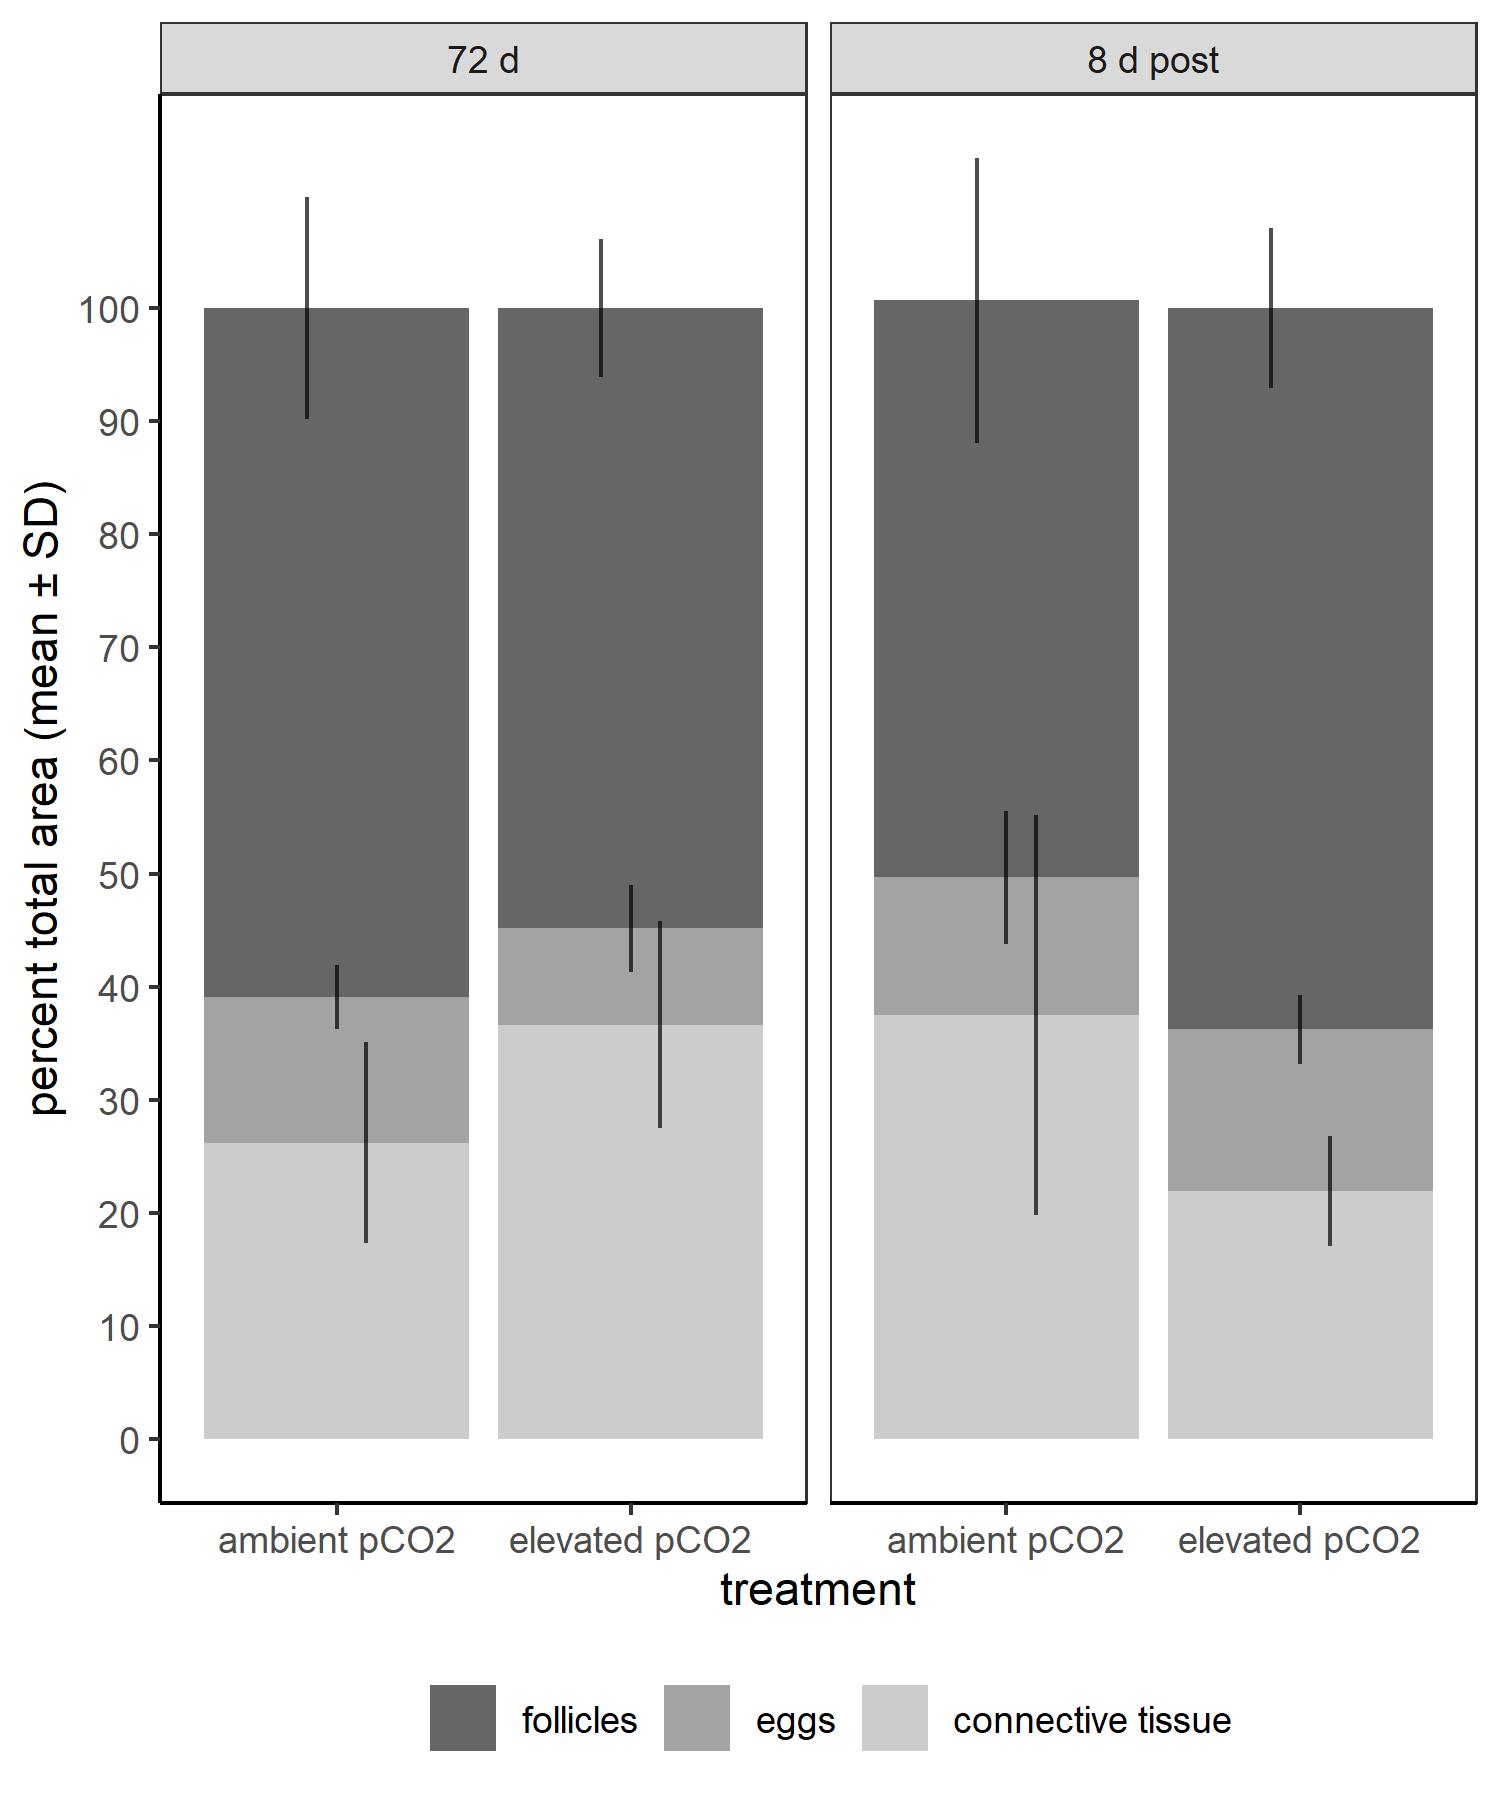 72 d
8 d post
percent total area (mean ± SD)
100
90
80
70
60
50
40
30
20
10
0
ambient pCO2 elevated pCO2 ambient pCO2 elevated pCO2
treatment
follicles eggs connective tissue